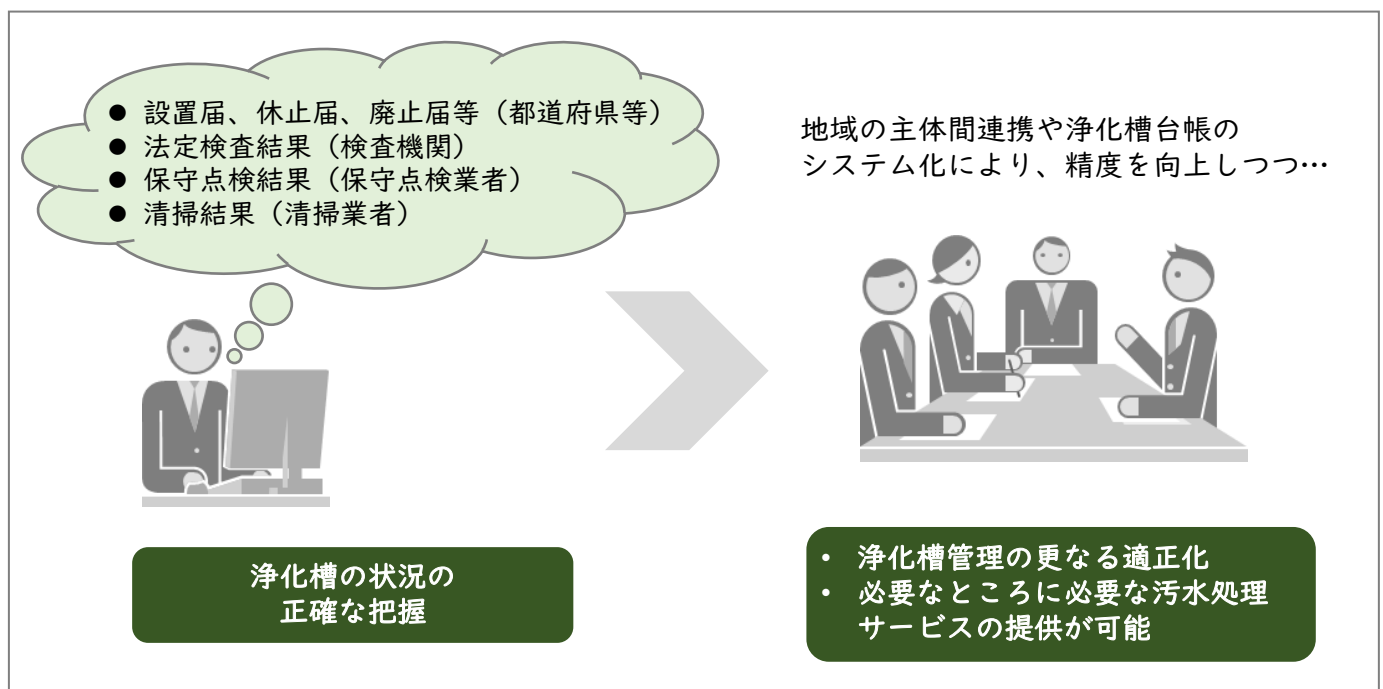 ● 設置届、休止届、廃止届等（都道府県等）
● 法定検査結果（検査機関）
● 保守点検結果（保守点検業者）
● 清掃結果（清掃業者）
浄化槽の状況の
正確な把握
地域の主体間連携や浄化槽台帳の
システム化により、精度を向上しつつ…
• 浄化槽管理の更なる適正化
• 必要なところに必要な汚水処理
サービスの提供が可能